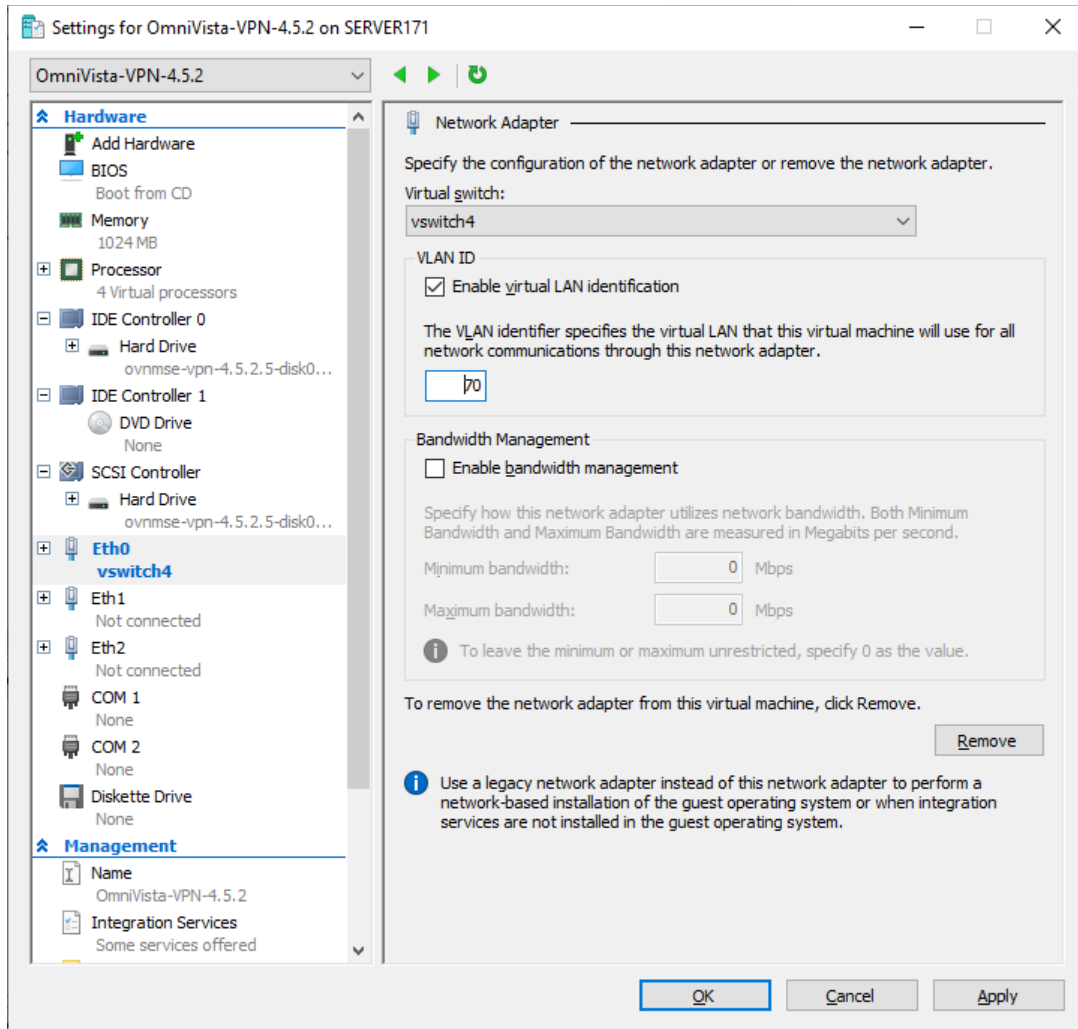 Settings for OmniVista-VPN-4.5.2 on SERVER171
OmniVista-VPN-4.5.2
Hardware
Add Hardware
BIOS
Boot from CD
Memory
1024 MB
Processor
4 Virtual processors
IDE Controller 0
Hard Drive
ovnmse-vpn-4.5.2.5-disk0...
IDE Controller 1
DVD Drive
None
SCSI Controller
Hard Drive
ovnmse-vpn-4.5.2.5-disk0...
Eth0
vswitch4
Eth1
Not connected
Eth2
Not connected
COM 1
None
COM 2
None
Diskette Drive
None
Management
Name
OmniVista-VPN-4.5.2
Integration Services
Some services offered
Network Adapter
Specify the configuration of the network adapter or remove the network adapter.
Virtual switch:
vswitch4
VLAN ID
Enable virtual LAN identification
The VLAN identifier specifies the virtual LAN that this virtual machine will use for all
network communications through this network adapter.
70
Bandwidth Management
Enable bandwidth management
Specify how this network adapter utilizes network bandwidth. Both Minimum
Bandwidth and Maximum Bandwidth are measured in Megabits per second.
Minimum bandwidth: 0 Mbps
Maximum bandwidth: 0 Mbps
To leave the minimum or maximum unrestricted, specify 0 as the value.
To remove the network adapter from this virtual machine, click Remove.
Remove
Use a legacy network adapter instead of this network adapter to perform a
network-based installation of the guest operating system or when integration
services are not installed in the guest operating system.
OK Cancel Apply